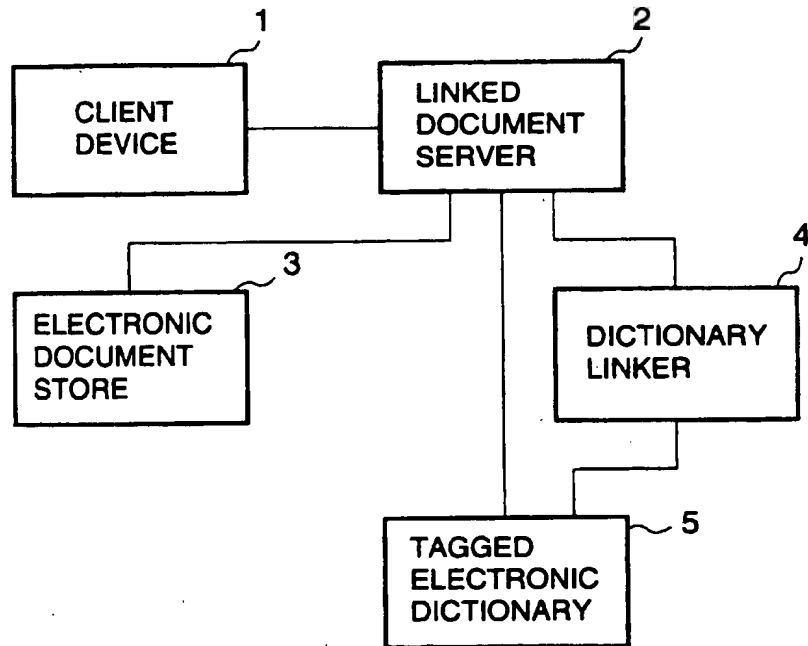 1
CLIENT
DEVICE
2
LINKED
DOCUMENT
SERVER
3
ELECTRONIC
DOCUMENT
STORE
4
DICTIONARY
LINKER
5
TAGGED
ELECTRONIC
DICTIONARY